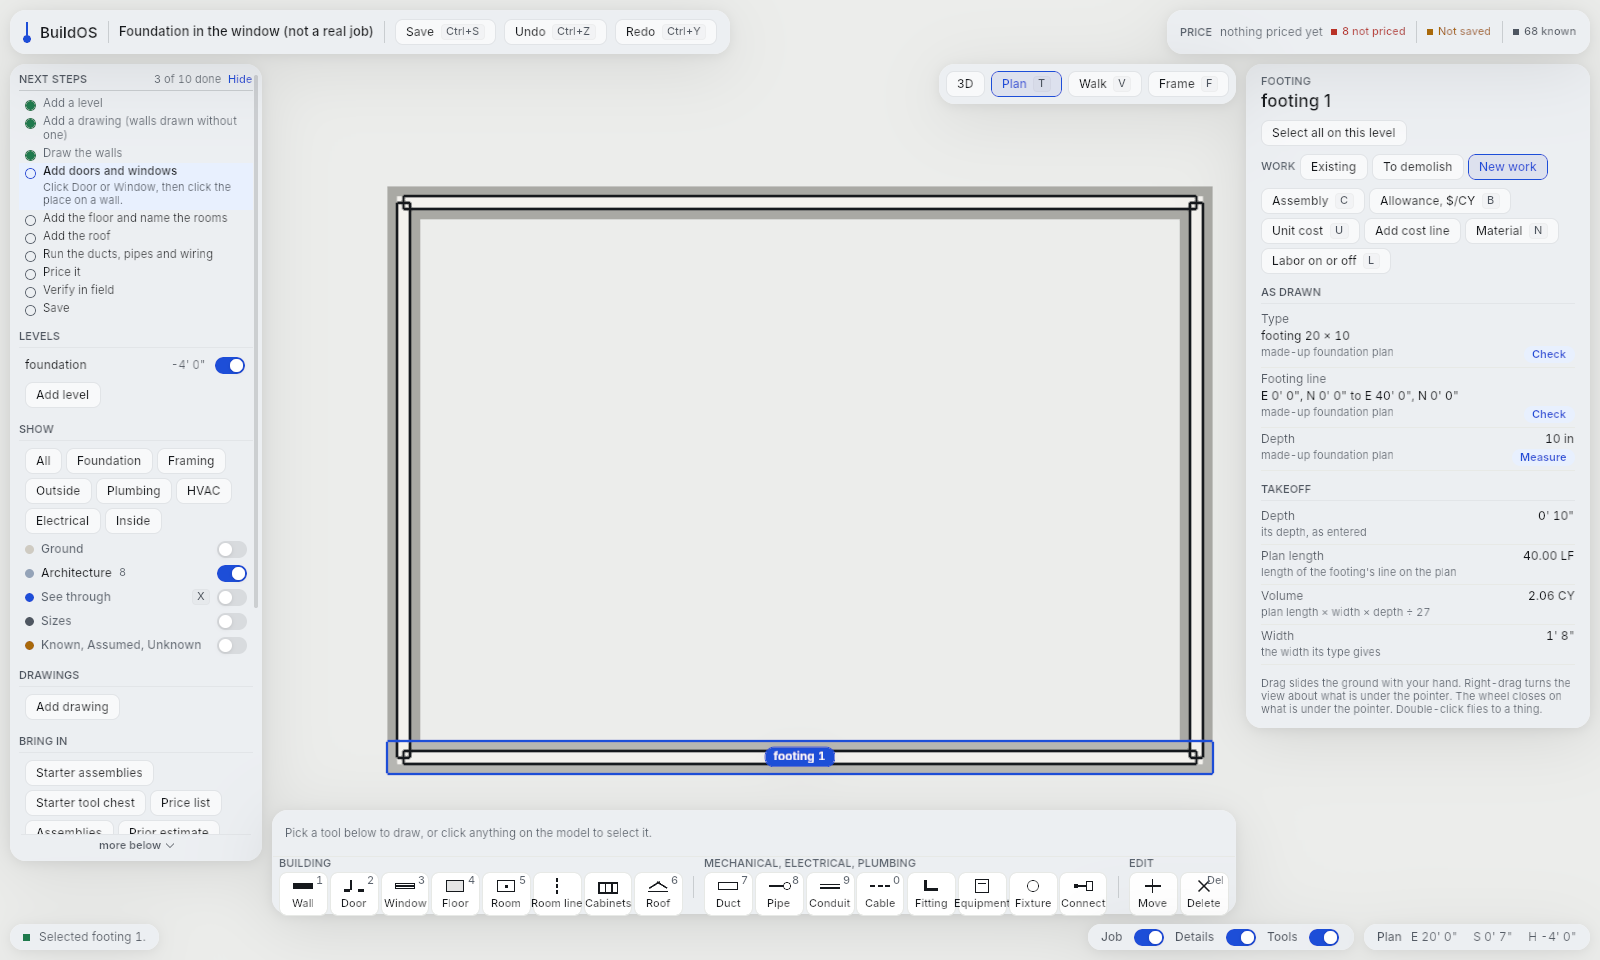 BuildOS
Foundation in the window (not a real job)
Save Ctrl+S
Undo Ctrl+Z
Redo Ctrl+Y
PRICE nothing priced yet 8 not priced Not saved 68 known
NEXT STEPS 3 of 10 done Hide
Add a level
Add a drawing (walls drawn without
one)
Draw the walls
Add doors and windows
Click Door or Window, then click the
place on a wall.
Add the floor and name the rooms
Add the roof
Run the ducts, pipes and wiring
Price it
Verify in field
Save
LEVELS
foundation -4' 0"
Add level
SHOW
All Foundation Framing
Outside Plumbing HVAC
Electrical Inside
Ground
Architecture 8
See through X
Sizes
Known, Assumed, Unknown
DRAWINGS
Add drawing
BRING IN
Starter assemblies
Starter tool chest Price list
Assemblies Prior estimate
more below
Selected footing 1.
3D Plan T Walk V Frame F
footing 1
Pick a tool below to draw, or click anything on the model to select it.
BUILDING
1 2 3 4 5 6
Wall Door Window Floor Room Room line Cabinets Roof
MECHANICAL, ELECTRICAL, PLUMBING
7 8 9 0
Duct Pipe Conduit Cable Fitting Equipment Fixture Connect
EDIT
Del
Move Delete
FOOTING
footing 1
Select all on this level
WORK Existing To demolish New work
Assembly C Allowance, $/CY B
Unit cost U Add cost line Material N
Labor on or off L
AS DRAWN
Type
footing 20 × 10
made-up foundation plan Check
Footing line
E 0' 0", N 0' 0" to E 40' 0", N 0' 0"
made-up foundation plan Check
Depth 10 in
made-up foundation plan Measure
TAKEOFF
Depth 0' 10"
its depth, as entered
Plan length 40.00 LF
length of the footing's line on the plan
Volume 2.06 CY
plan length × width × depth ÷ 27
Width 1' 8"
the width its type gives
Drag slides the ground with your hand. Right-drag turns the
view about what is under the pointer. The wheel closes on
what is under the pointer. Double-click flies to a thing.
Job Details Tools
Plan E 20' 0" S 0' 7" H -4' 0"